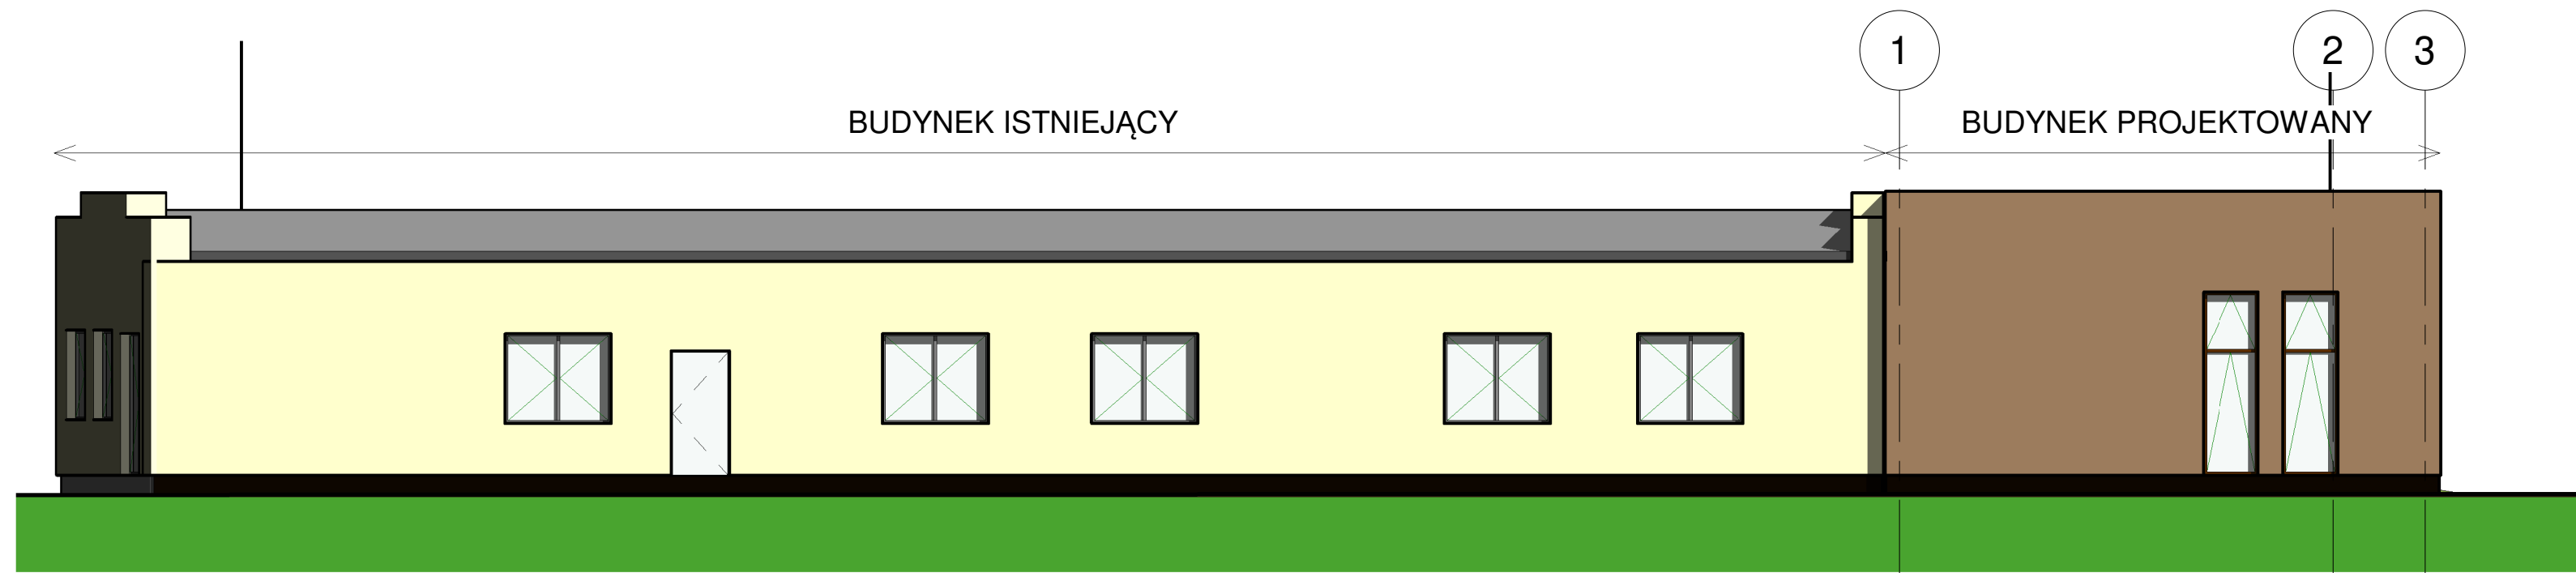 1 2 3
BUDYNEK ISTNIEJĄCY BUDYNEK PROJEKTOWANY